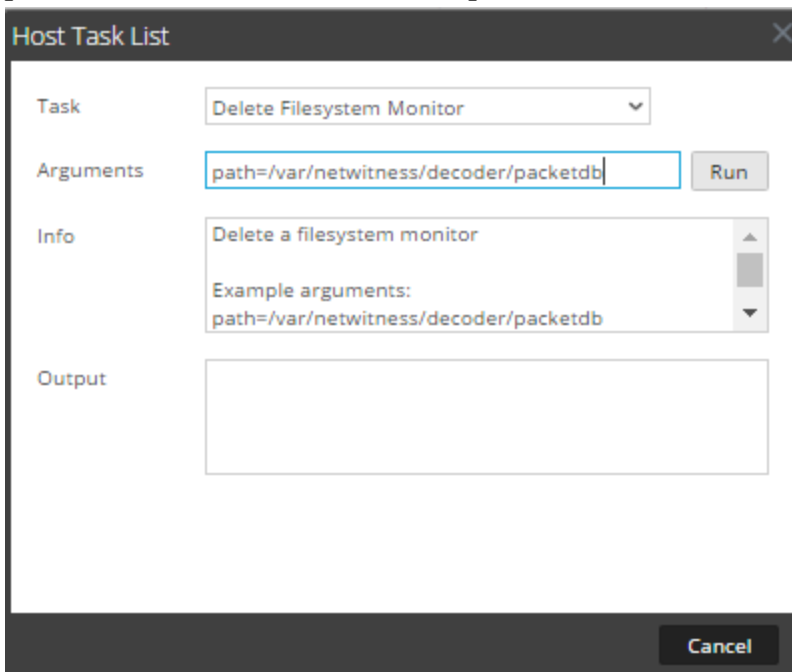 Host Task List
Task
Delete Filesystem Monitor
Arguments
path=/var/netwitness/decoder/packetdb
Run
Info
Delete a filesystem monitor
Example arguments:
path=/var/netwitness/decoder/packetdb
Output
Cancel